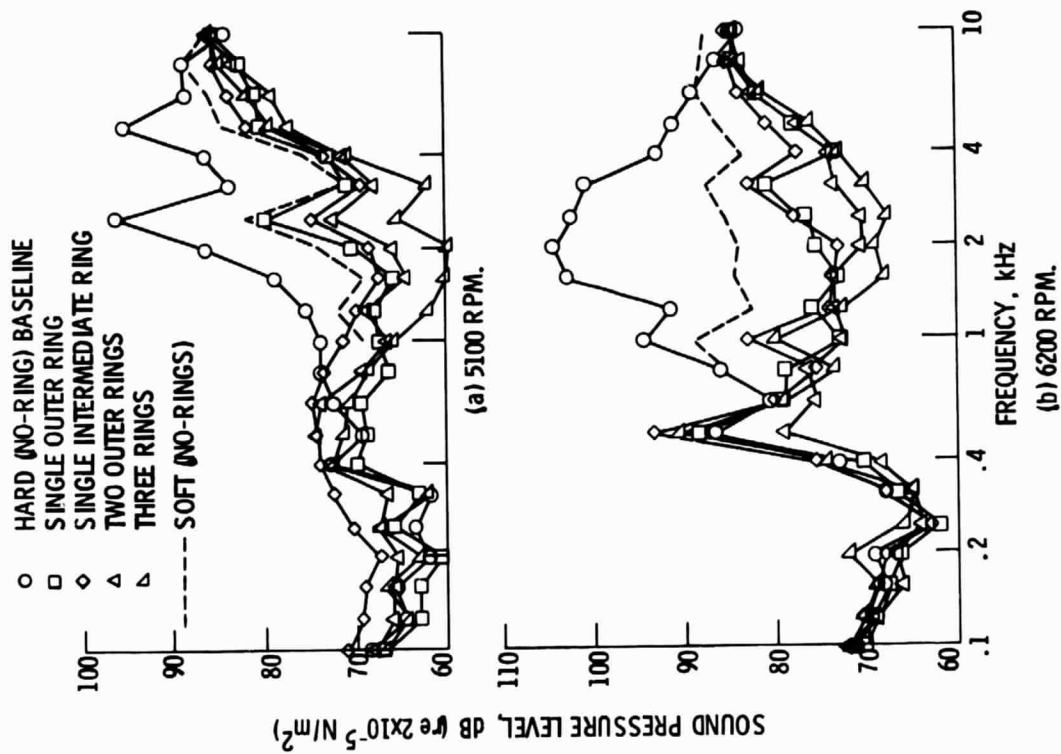 HARD (NO-RING) BASELINE
SINGLE OUTER RING
SINGLE INTERMEDIATE RING
TWO OUTER RINGS
THREE RINGS
SOFT (NO-RINGS)
SOUND PRESSURE LEVEL, dB (re 2x10⁻⁵ N/m²)
100
90
80
70
60
(a) 5100 RPM.
110
100
90
80
70
60
.1
.2
.4
1
2
4
10
FREQUENCY, kHz
(b) 6200 RPM.